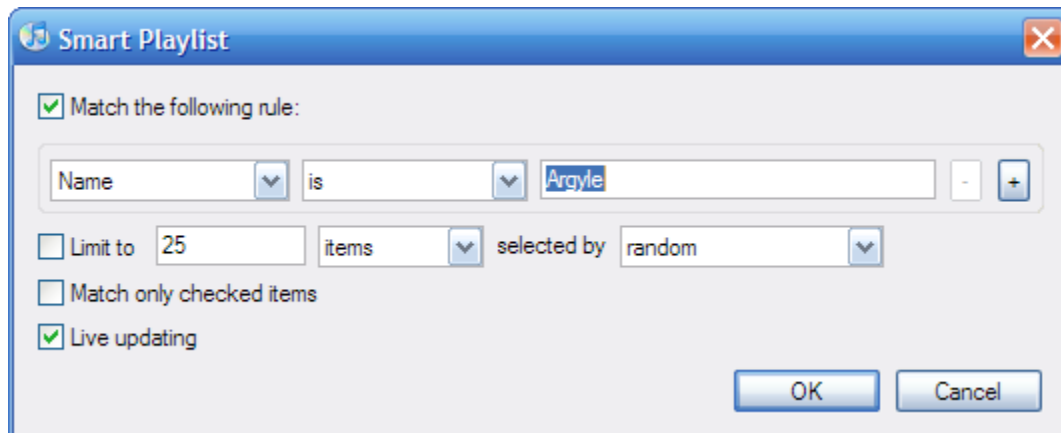 Smart Playlist
Match the following rule:
Name is Argyle - +
Limit to 25 items selected by random
Match only checked items
Live updating
OK Cancel